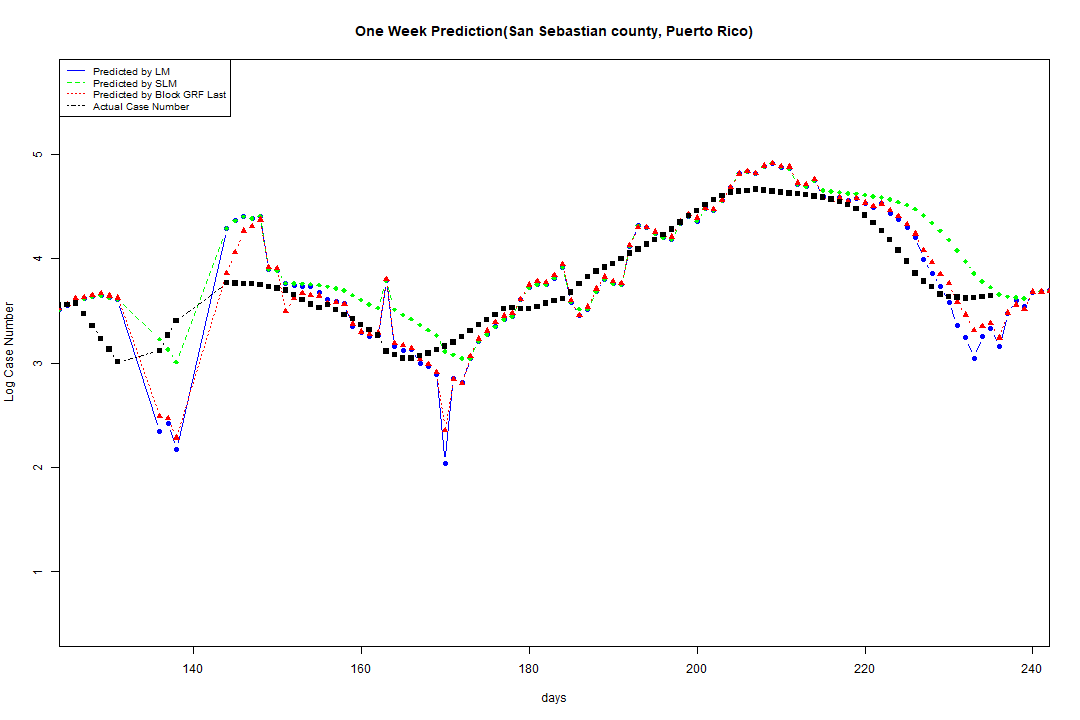 One Week Prediction(San Sebastian county, Puerto Rico)
Predicted by LM
Predicted by SLM
Predicted by Block GRF Last
Actual Case Number
Log Case Number
5
4
3
2
1
140 160 180 200 220 240
days